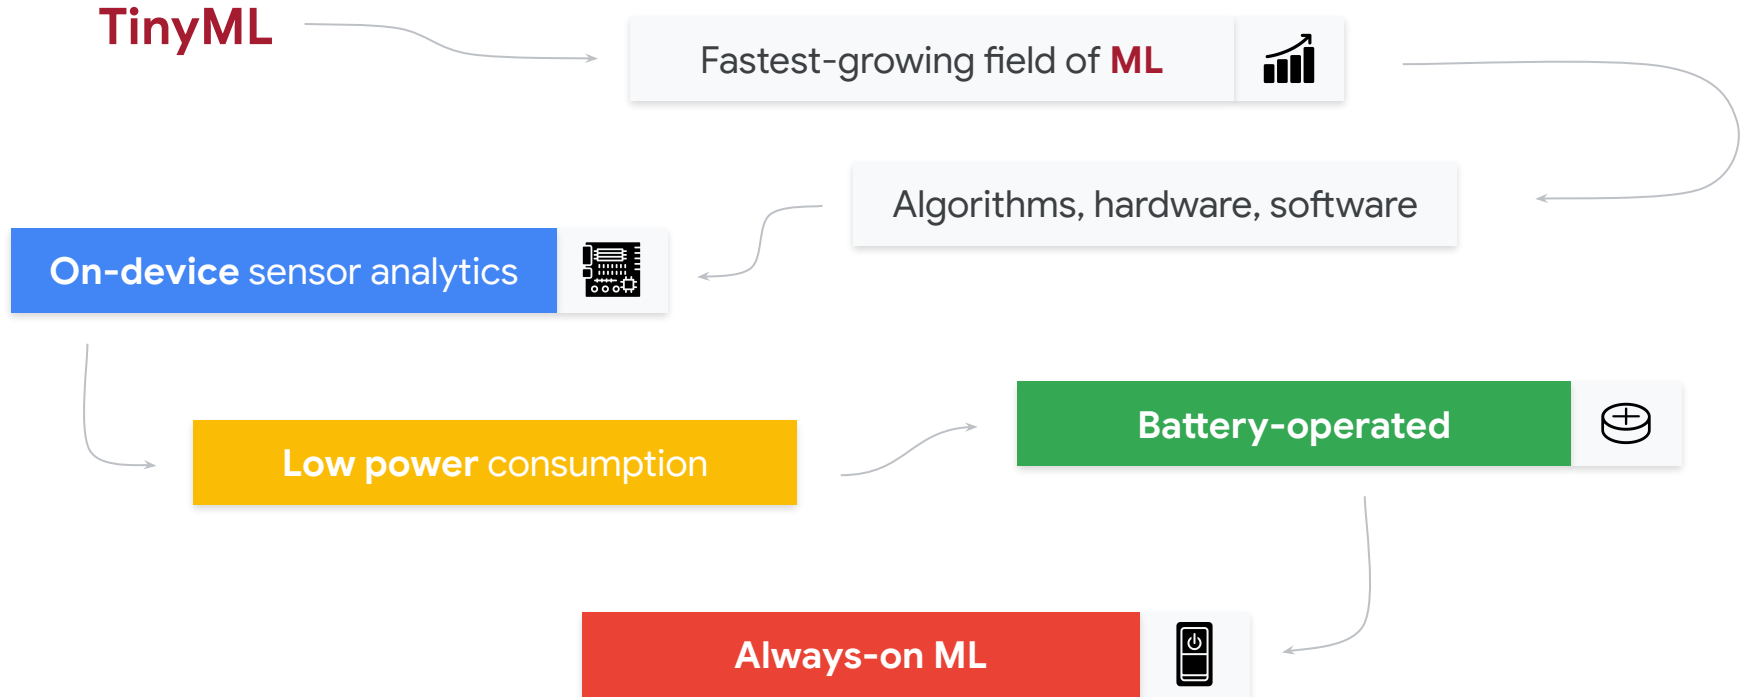 TinyML
Fastest-growing field of ML
Algorithms, hardware, software
On-device sensor analytics
Low power consumption
Battery-operated
Always-on ML